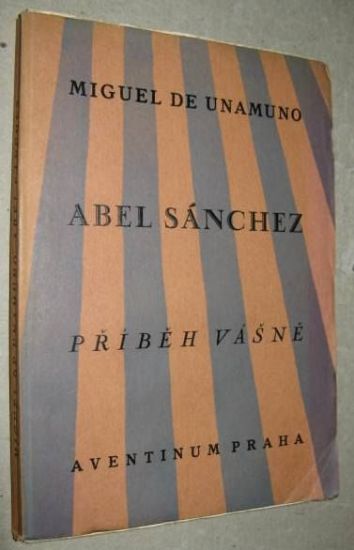 MIGUEL DE UNAMUNO
ABEL SÁNCHEZ
PŘÍBĚH VÁŠNĚ
AVENTINUM PRAHA